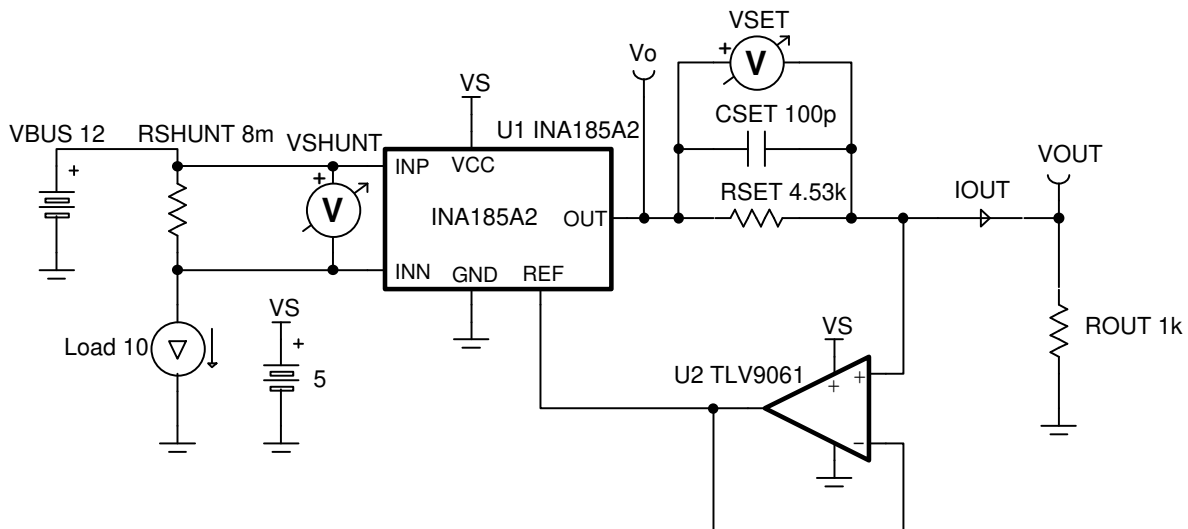 VSET
+
V
Vo
VS
CSET 100p
U1 INA185A2
VBUS 12
RSHUNT 8m
VSHUNT
VOUT
+
+
V
INP
VCC
RSET 4.53k
IOUT
INA185A2
OUT
INN
GND
REF
VS
VS
ROUT 1k
Load 10
+
5
U2 TLV9061
+
+
−